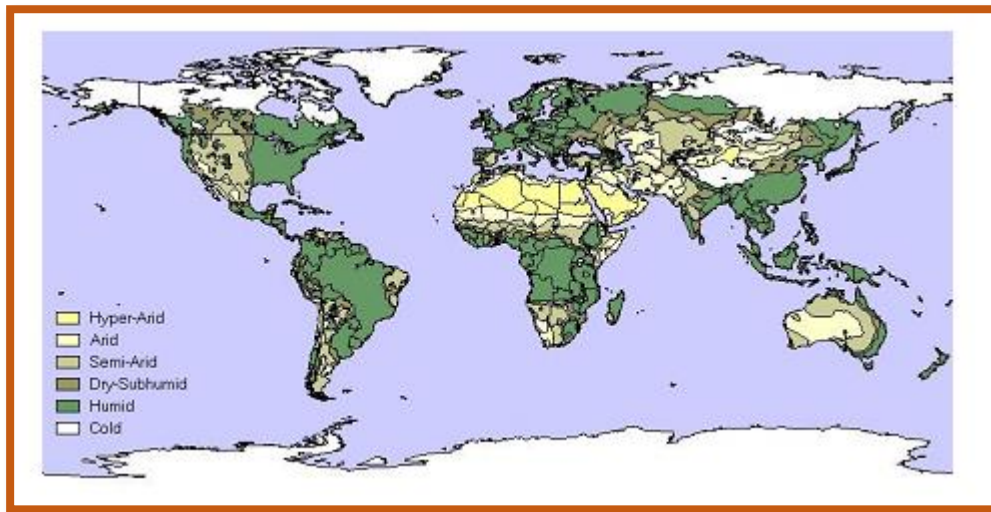 Hyper-Arid
Arid
Semi-Arid
Dry-Subhumid
Humid
Cold